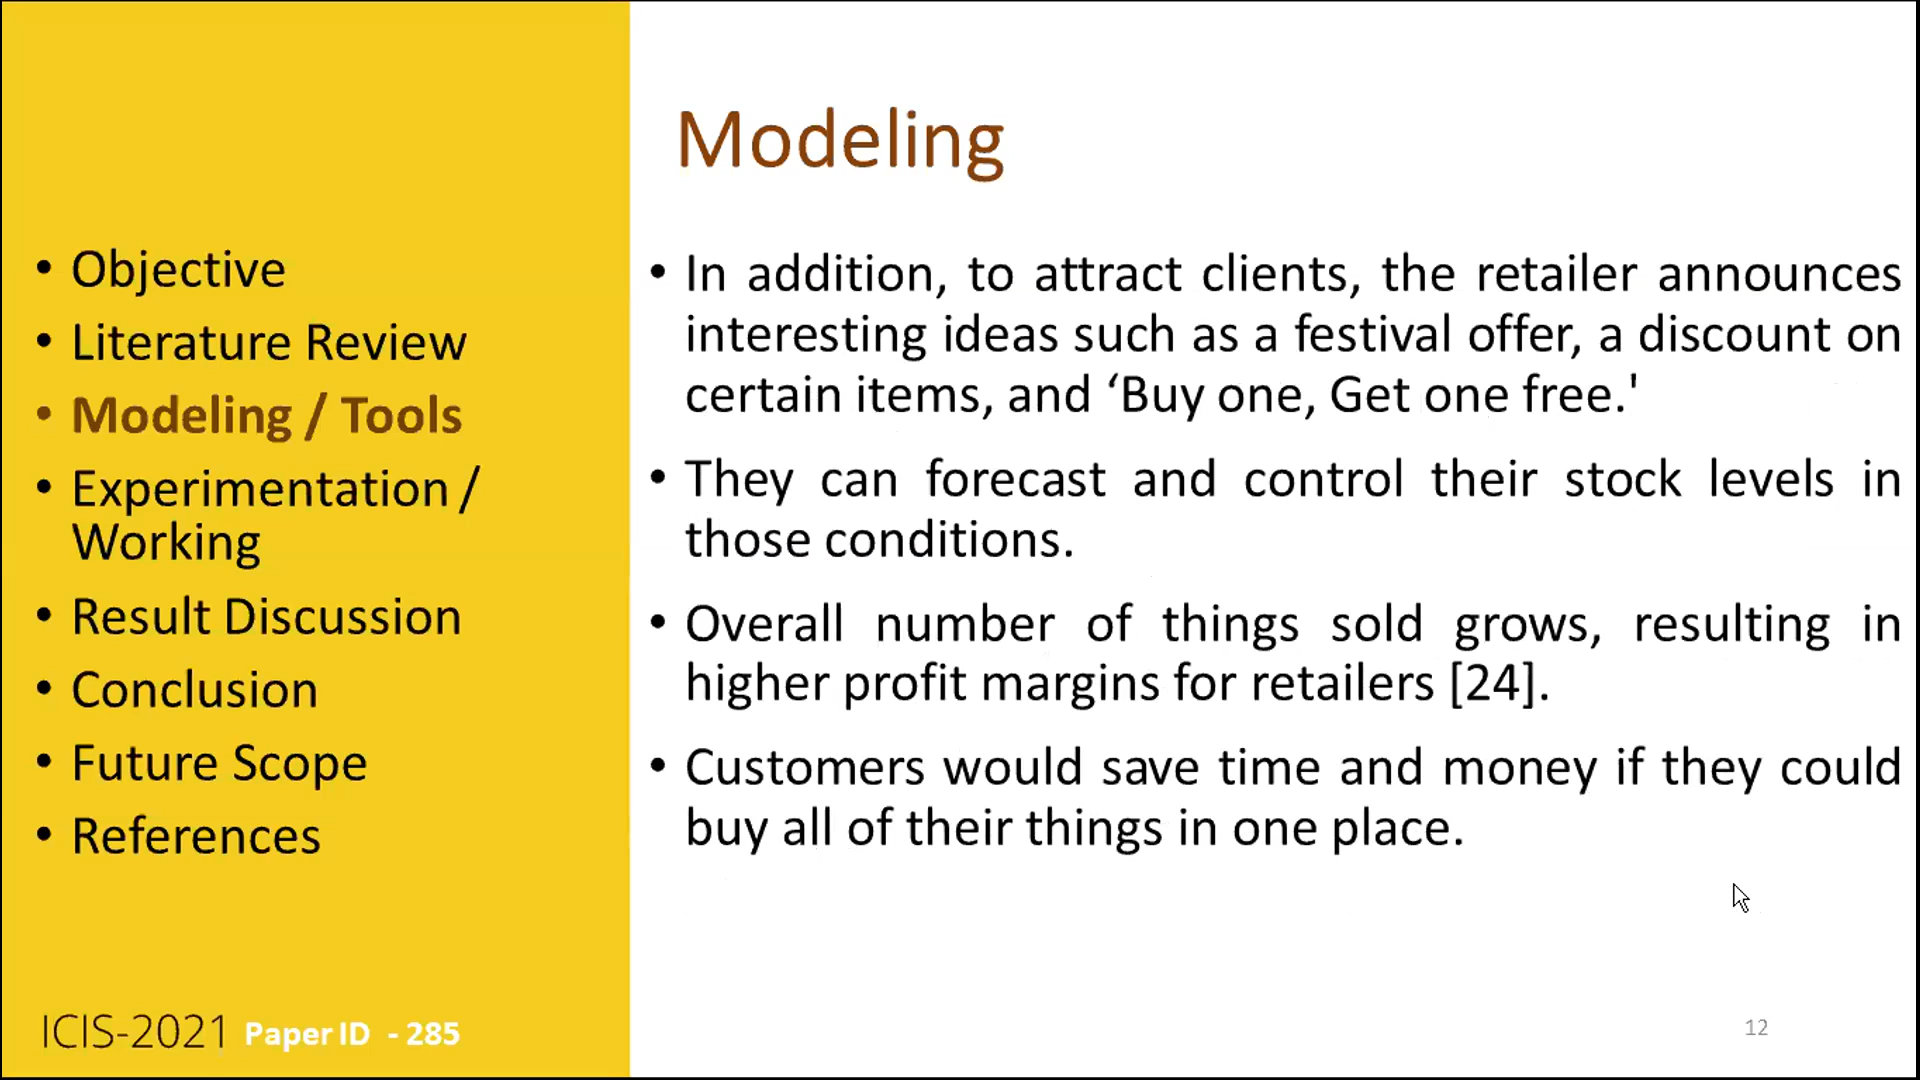 • Objective
• Literature Review
• Modeling / Tools
• Experimentation /
Working
• Result Discussion
• Conclusion
• Future Scope
• References
ICIS-2021 Paper ID - 285
Modeling
• In addition, to attract clients, the retailer announces
interesting ideas such as a festival offer, a discount on
certain items, and ‘Buy one, Get one free.'
• They can forecast and control their stock levels in
those conditions.
• Overall number of things sold grows, resulting in
higher profit margins for retailers [24].
• Customers would save time and money if they could
buy all of their things in one place.
12